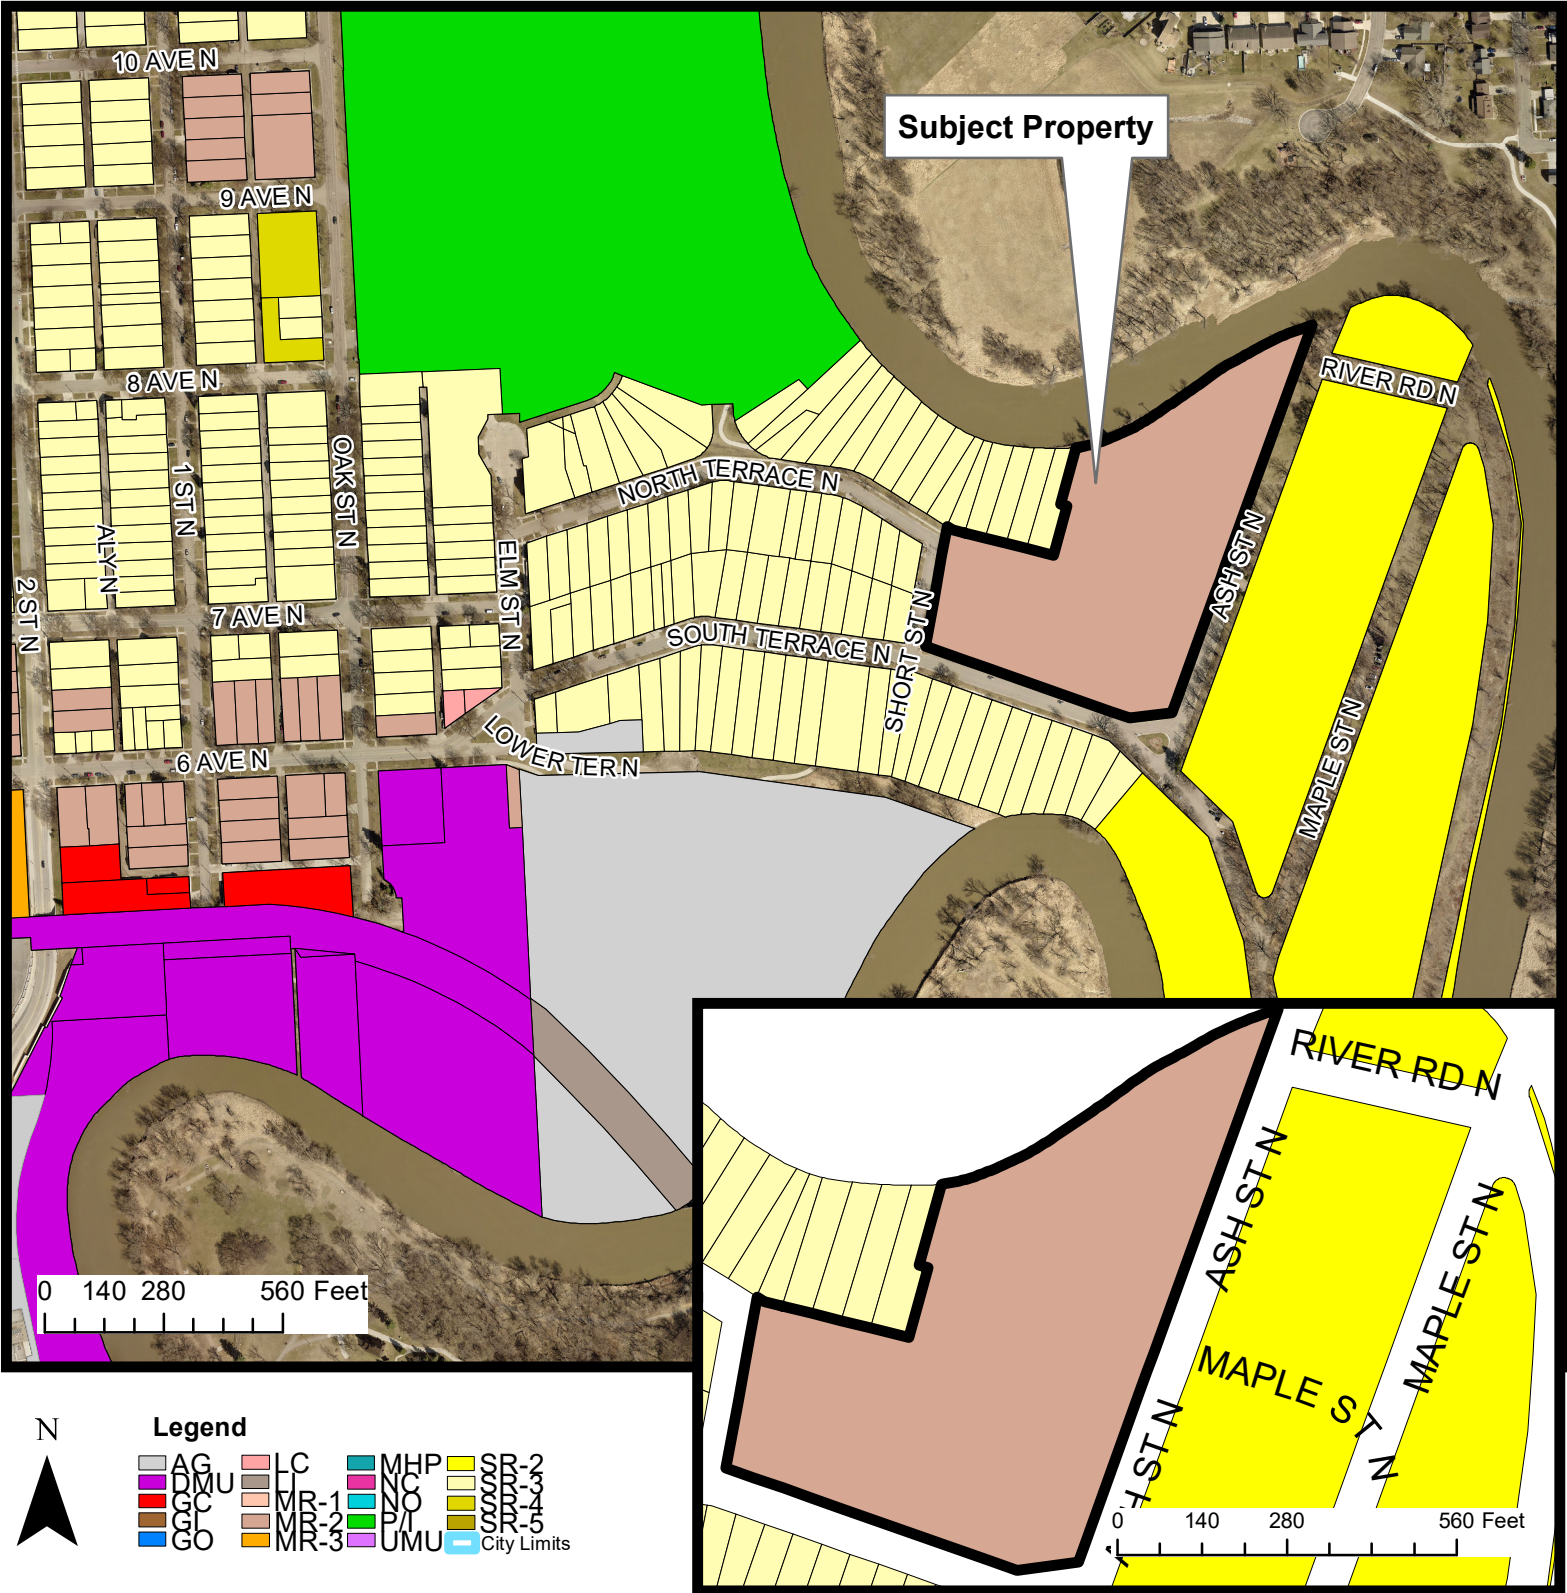 10 AVE N
Subject Property
9 AVE N
8 AVE N
RIVER RD N
1 ST N
OAK ST N
NORTH TERRACE N
ALY N
ELM ST N
ASH ST N
2 ST N
7 AVE N
SHORT ST N
SOUTH TERRACE N
MAPLE ST N
LOWER TER N
6 AVE N
RIVER RD N
ASH ST N
MAPLE ST N
MAPLE ST N
H ST N
0 140 280 560 Feet
0 140 280 560 Feet
N
Legend
AG
DMU
GC
GI
GO
LC
LI
MR-1
MR-2
MR-3
MHP
NC
NO
P/I
UMU
SR-2
SR-3
SR-4
SR-5
City Limits